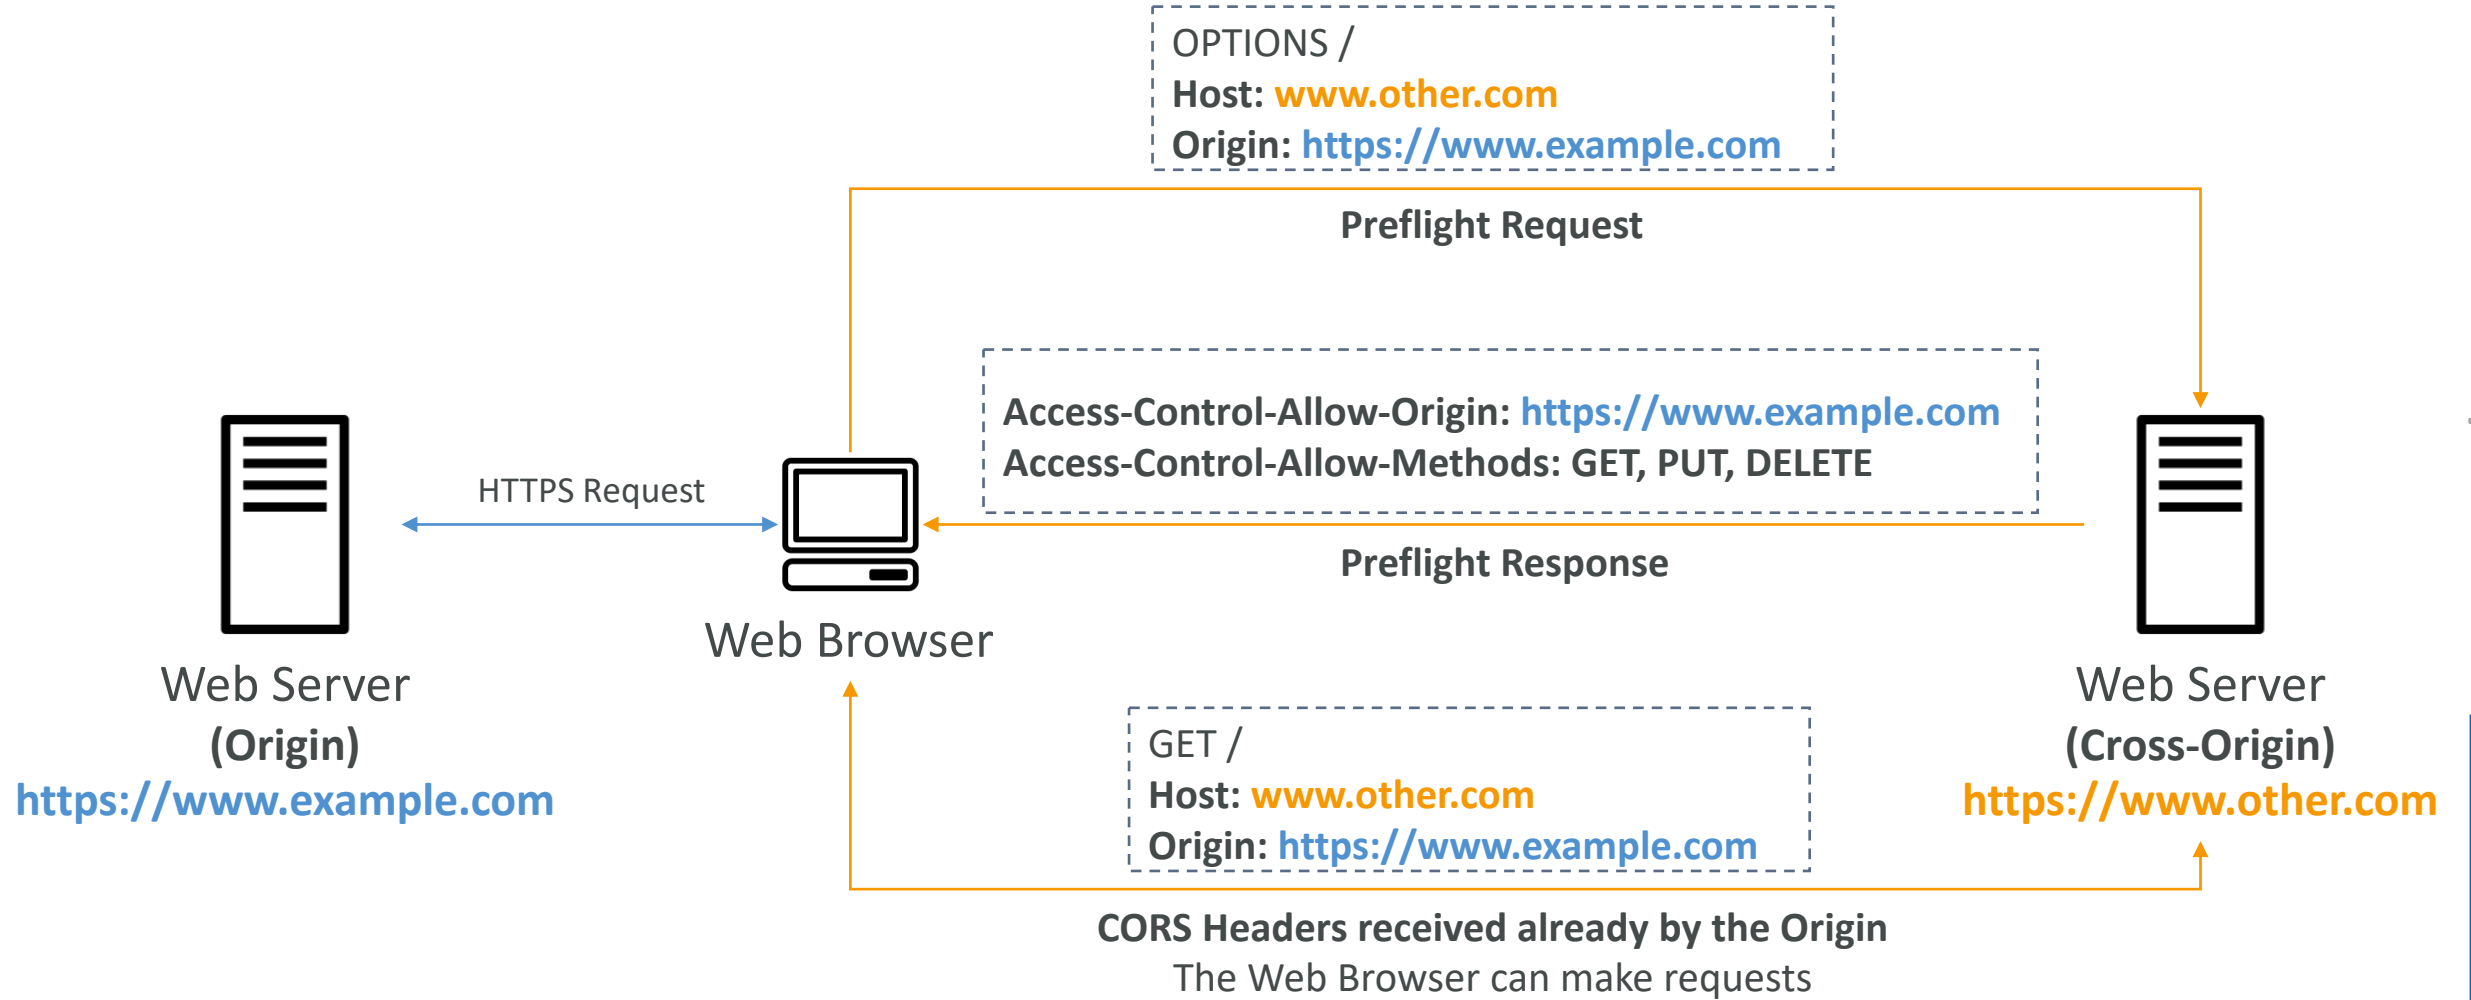 OPTIONS /
Host: www.other.com
Origin: https://www.example.com
Preflight Request
Access-Control-Allow-Origin: https://www.example.com
Access-Control-Allow-Methods: GET, PUT, DELETE
HTTPS Request
Preflight Response
Web Browser
Web Server
(Origin)
https://www.example.com
Web Server
(Cross-Origin)
https://www.other.com
GET /
Host: www.other.com
Origin: https://www.example.com
CORS Headers received already by the Origin
The Web Browser can make requests